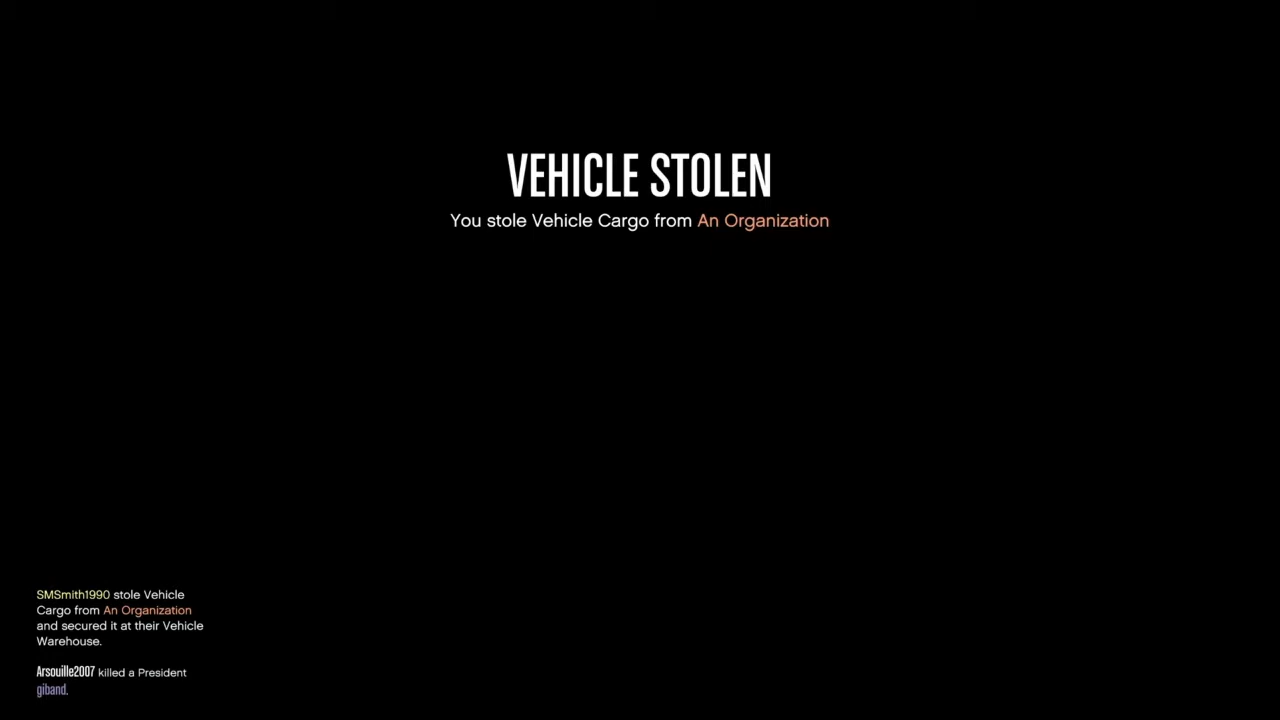 VEHICLE STOLEN
You stole Vehicle Cargo from An Organization
SMSmith1990 stole Vehicle
Cargo from An Organization
and secured it at their Vehicle
Warehouse.
Arsouille2007 killed a President
giband.